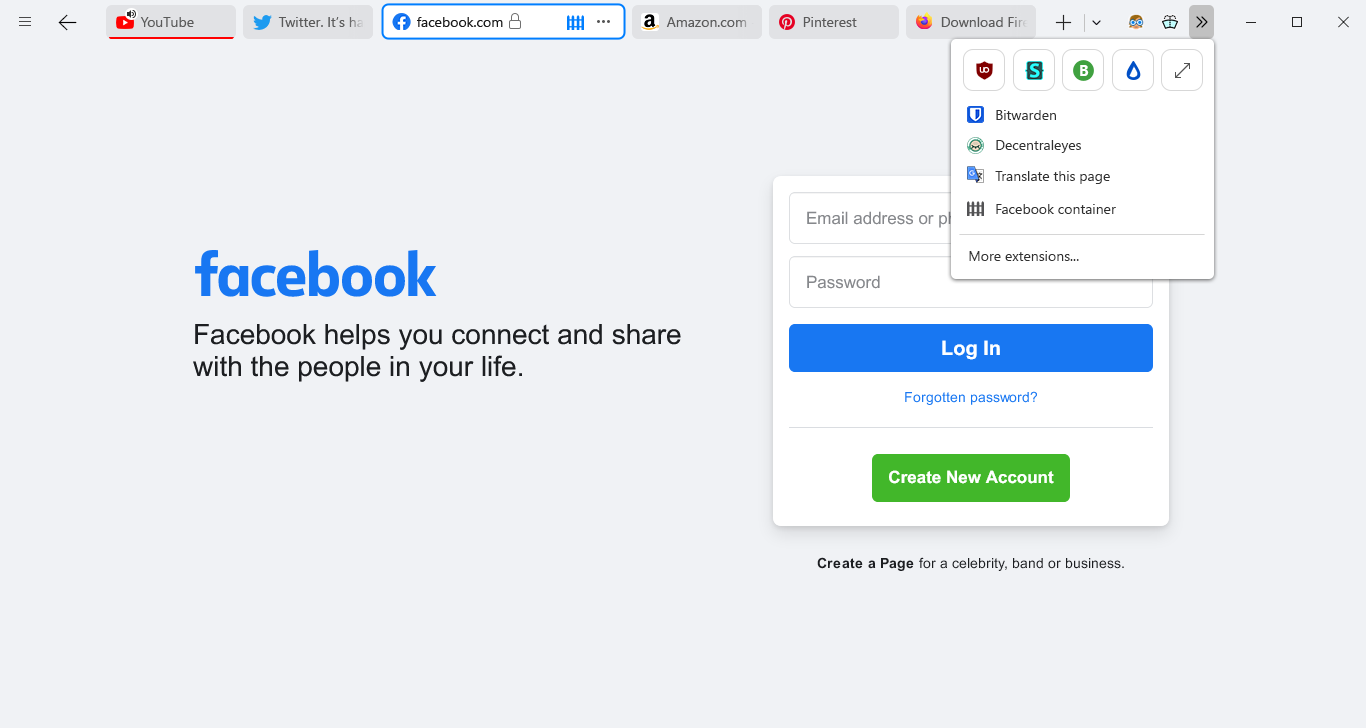 YouTube
Twitter. It's ha
facebook.com
Amazon.com
Pinterest
Download Fire
Bitwarden
Decentraleyes
Translate this page
Facebook container
More extensions...
facebook
Facebook helps you connect and share
with the people in your life.
Email address or ph
Password
Log In
Forgotten password?
Create New Account
Create a Page for a celebrity, band or business.